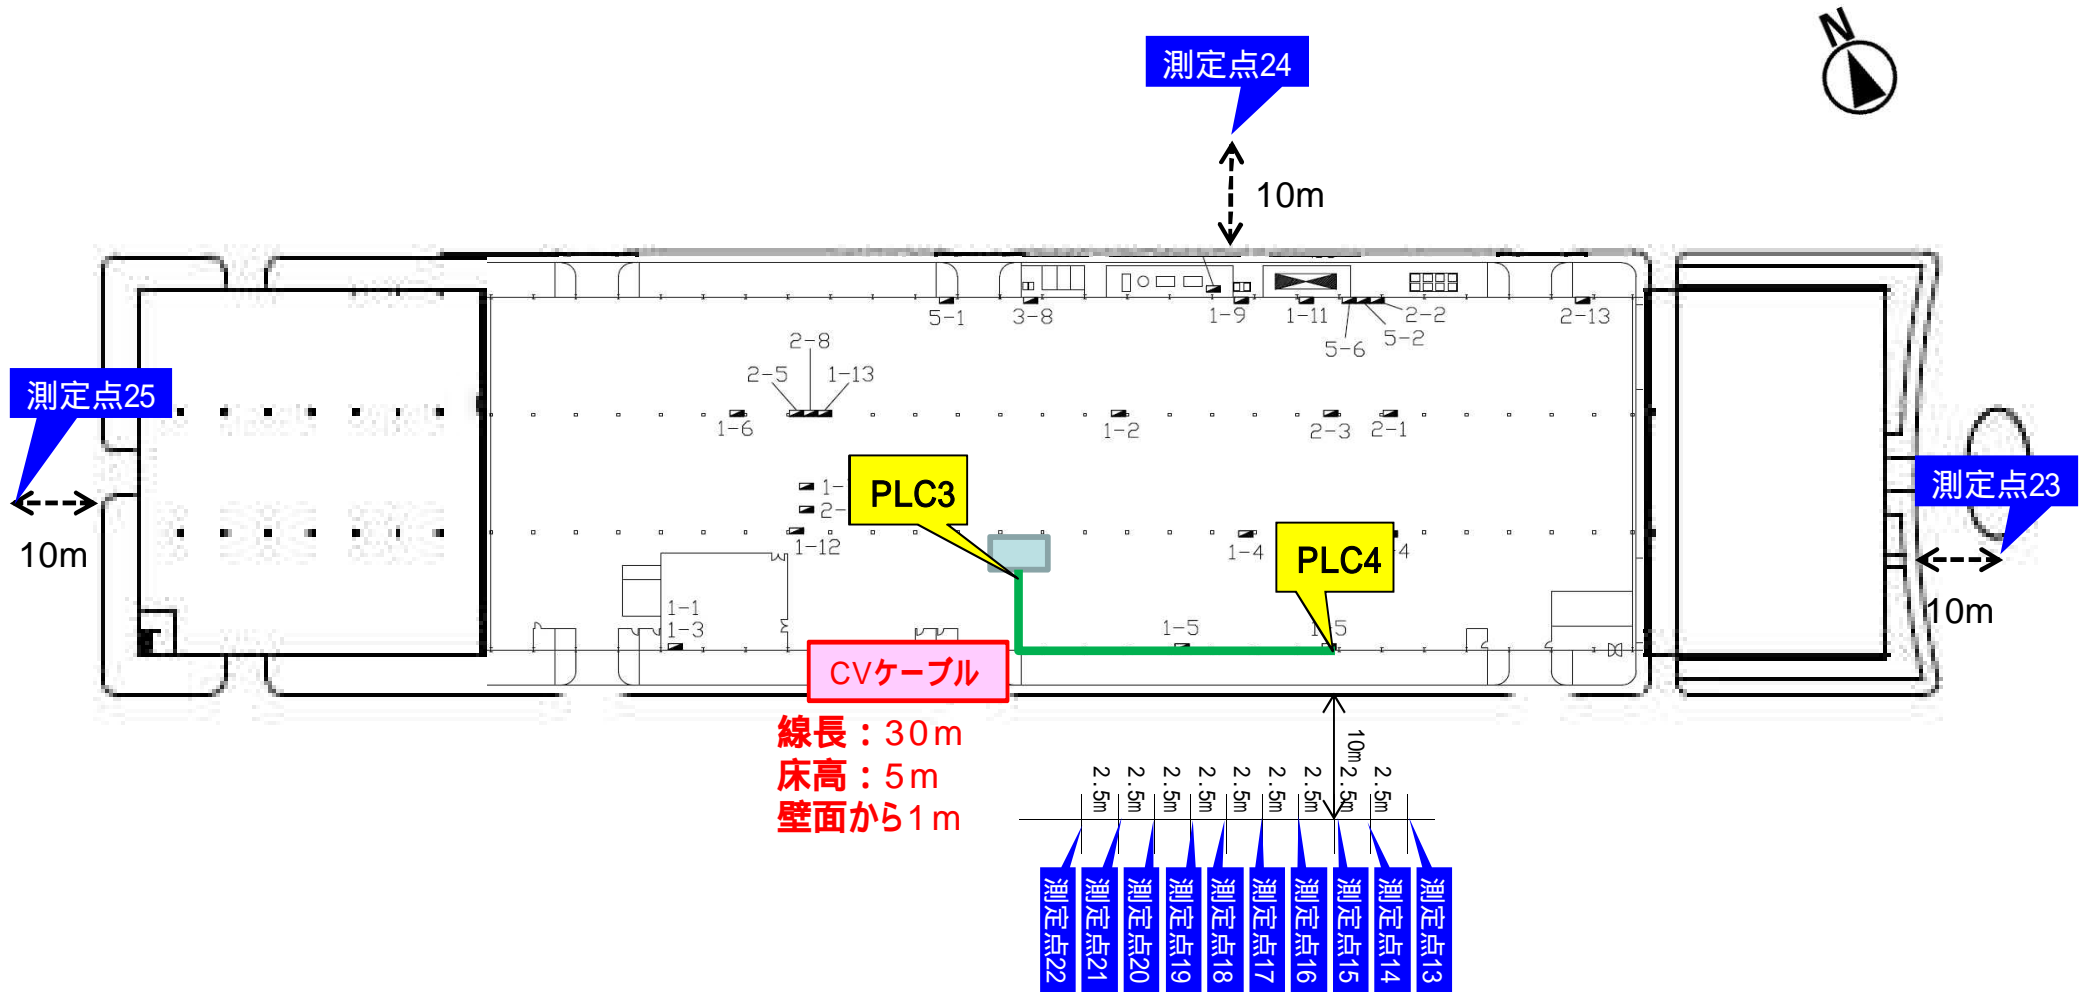 N
測定点24
10m
5-1
3-8
1-9
1-11
2-2
5-2
5-6
2-13
2-8
2-5
1-13
測定点25
1-6
1-2
2-3
2-1
PLC3
測定点23
1-12
1-4
PLC4
10m
10m
1-1
1-3
1-5
CVケーブル
線長：30m
床高：5m
壁面から1m
10m
2.5m
2.5m
2.5m
2.5m
2.5m
2.5m
2.5m
2.5m
2.5m
測定点22
測定点21
測定点20
測定点19
測定点18
測定点17
測定点16
測定点15
測定点14
測定点13